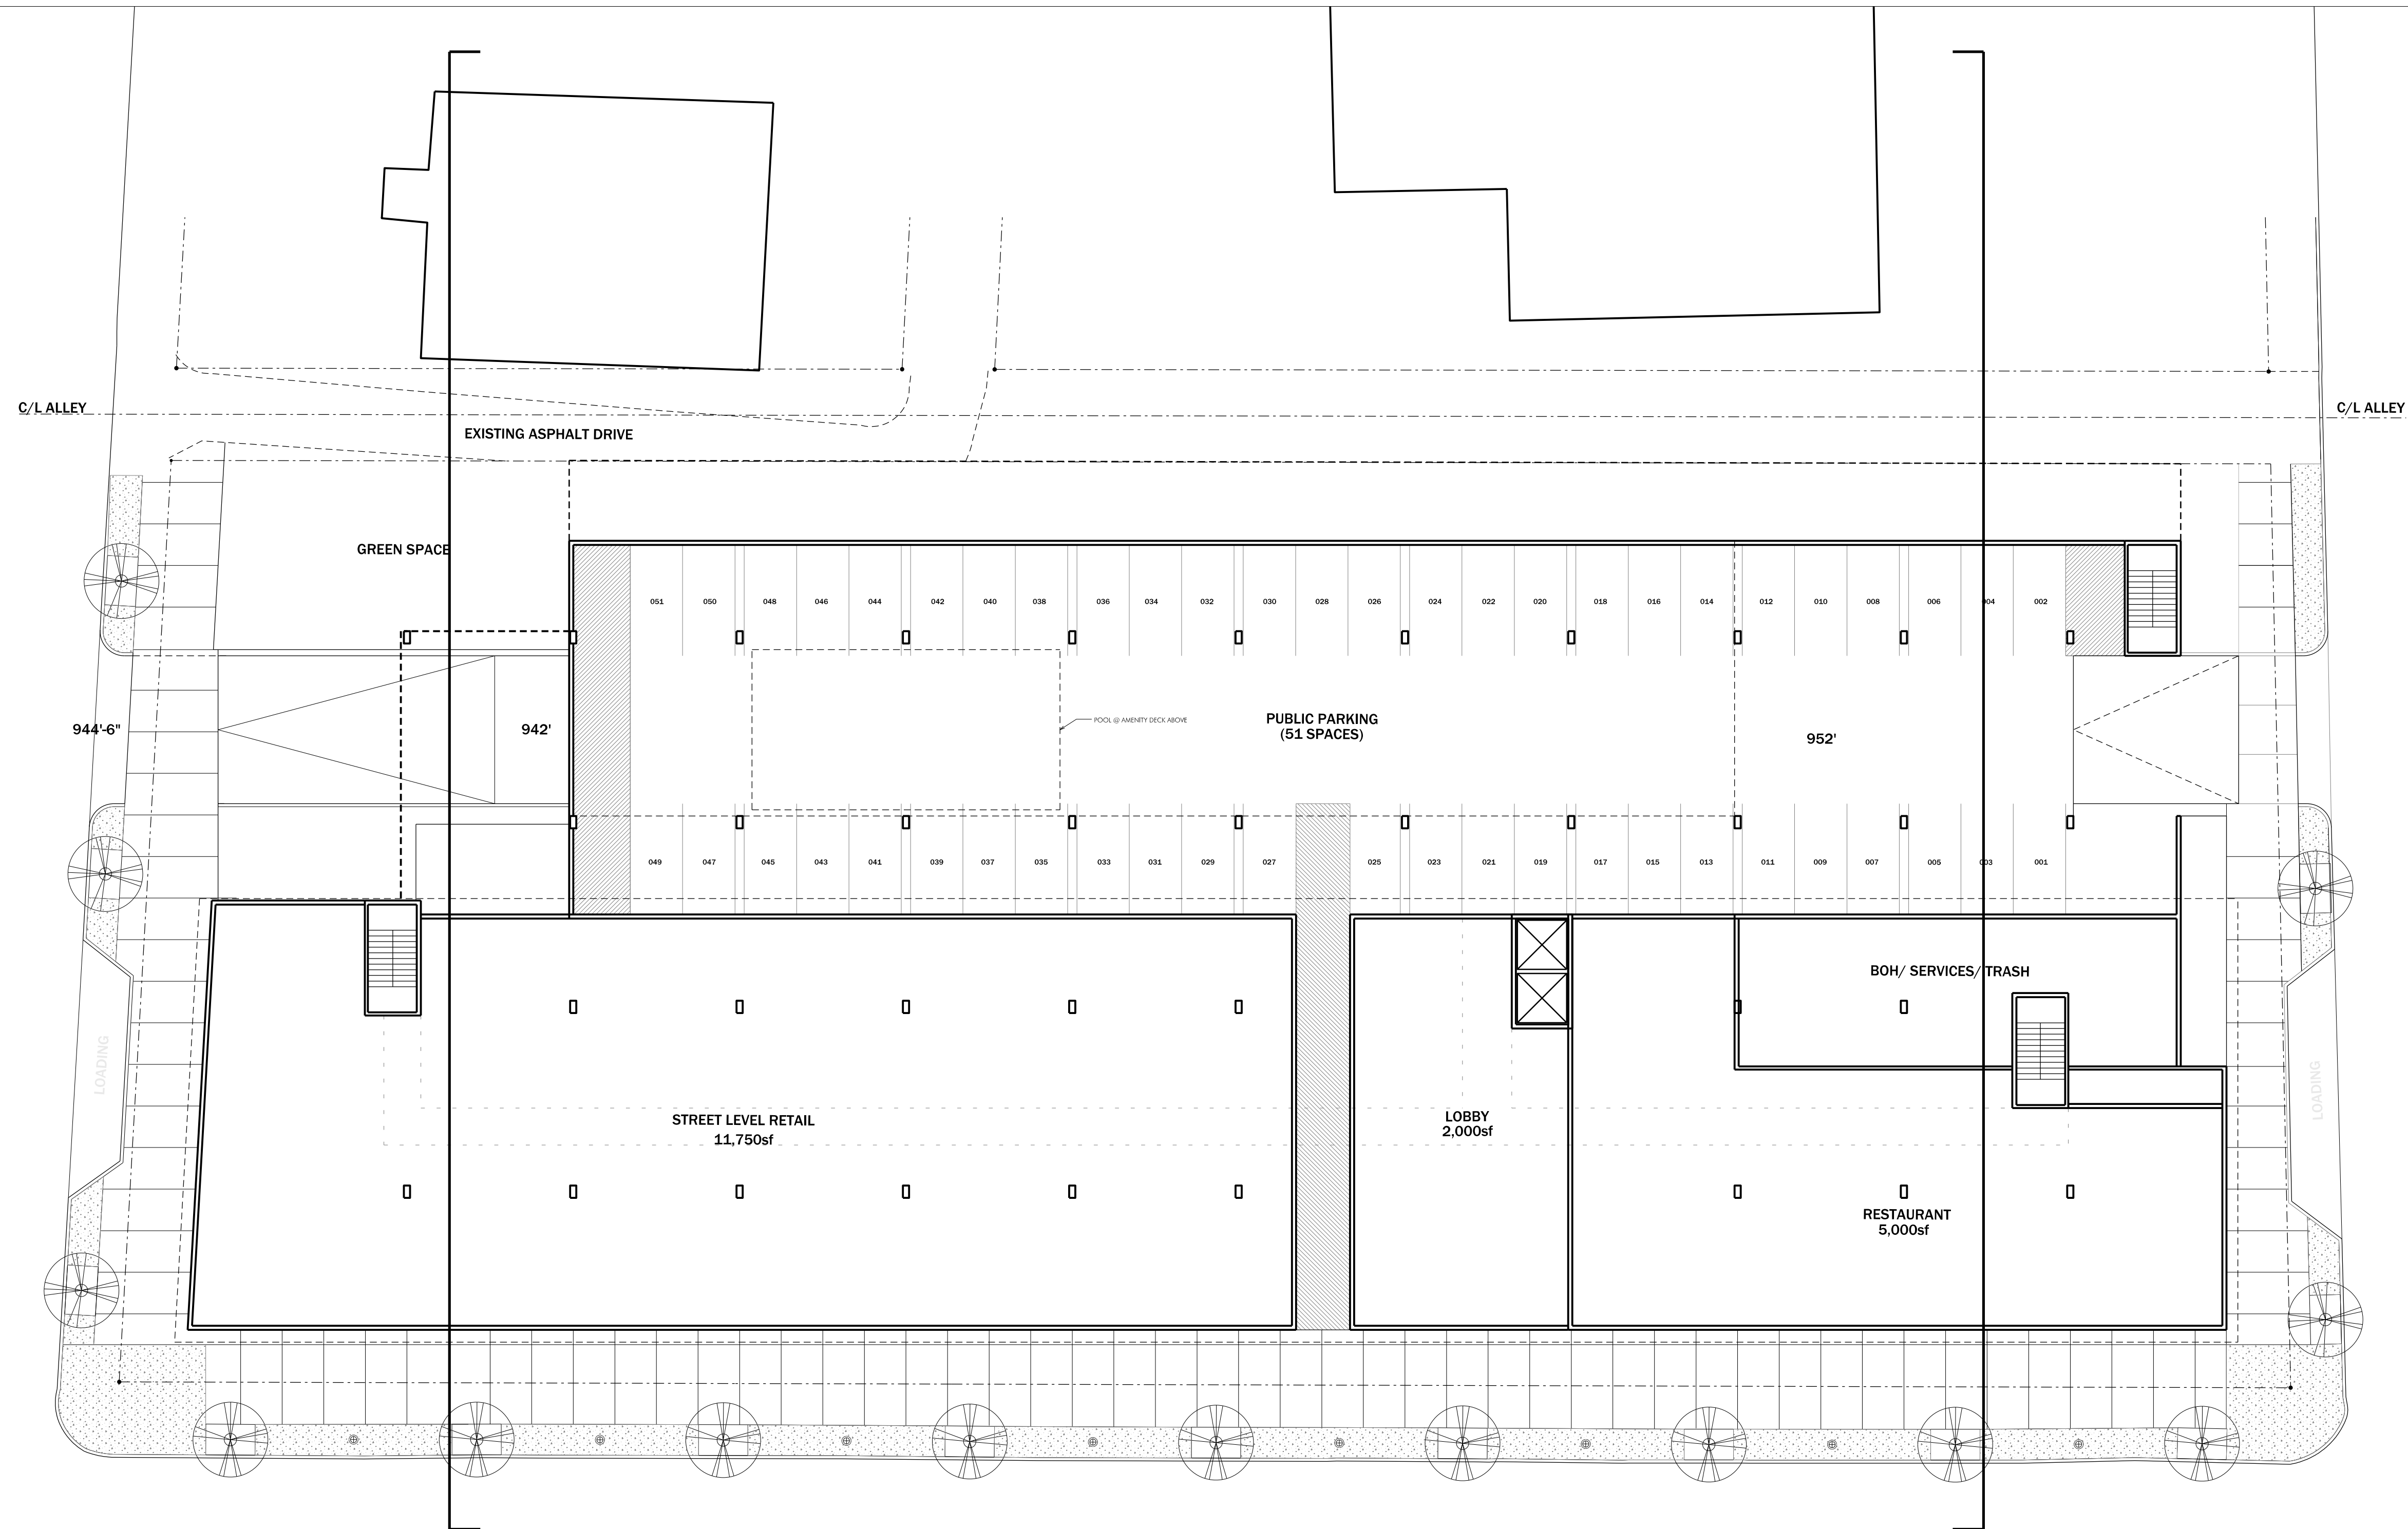 C/L ALLEY
C/L ALLEY
EXISTING ASPHALT DRIVE
GREEN SPACE
051 050 048 046 044 042 040 038 036 034 032 030 028 026 024 022 020 018 016 014 012 010 008 006 004 002
944'-6"
942'
POOL @ AMENITY DECK ABOVE
PUBLIC PARKING
(51 SPACES)
952'
049 047 045 043 041 039 037 035 033 031 029 027 025 023 021 019 017 015 013 011 009 007 005 003 001
BOH/ SERVICES/ TRASH
LOADING
LOADING
STREET LEVEL RETAIL
11,750sf
LOBBY
2,000sf
RESTAURANT
5,000sf